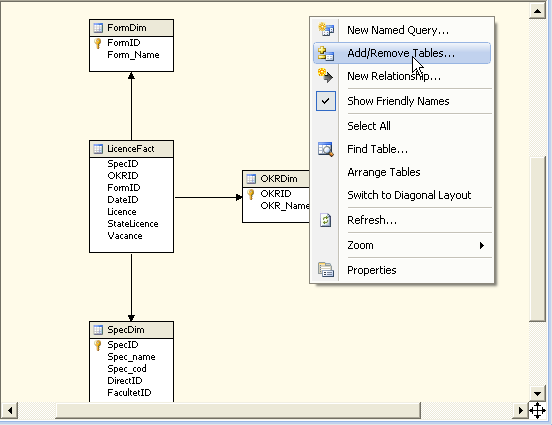 FormDim
FormID
Form_Name
LicenceFact
SpecID
OKRID
FormID
DateID
Licence
StateLicence
Vacance
OKRDim
OKRID
OKR_Name
SpecDim
SpecID
Spec_name
Spec_cod
DirectID
FacultetID
New Named Query...
Add/Remove Tables...
New Relationship...
Show Friendly Names
Select All
Find Table...
Arrange Tables
Switch to Diagonal Layout
Refresh...
Zoom
Properties